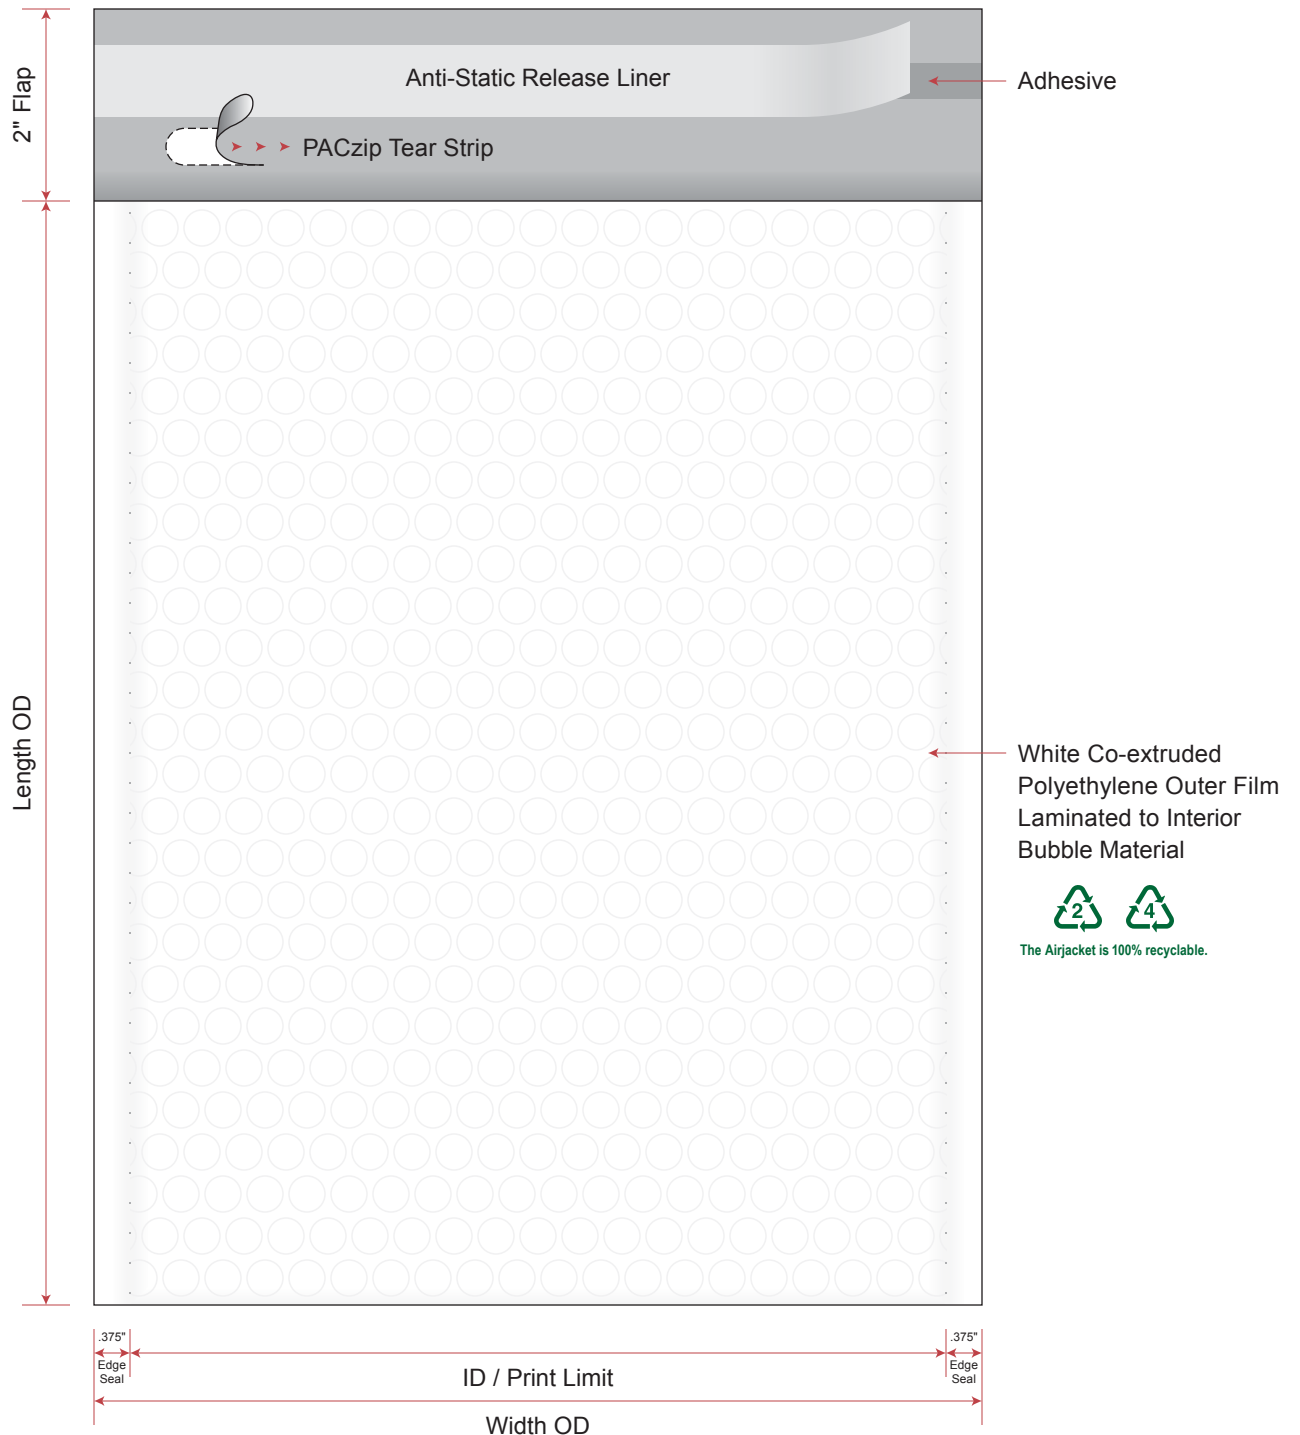 2" Flap
Anti-Static Release Liner
Adhesive
PACzip Tear Strip
Length OD
White Co-extruded
Polyethylene Outer Film
Laminated to Interior
Bubble Material
2 4
The Airjacket is 100% recyclable.
.375"
Edge
Seal
ID / Print Limit
.375"
Edge
Seal
Width OD